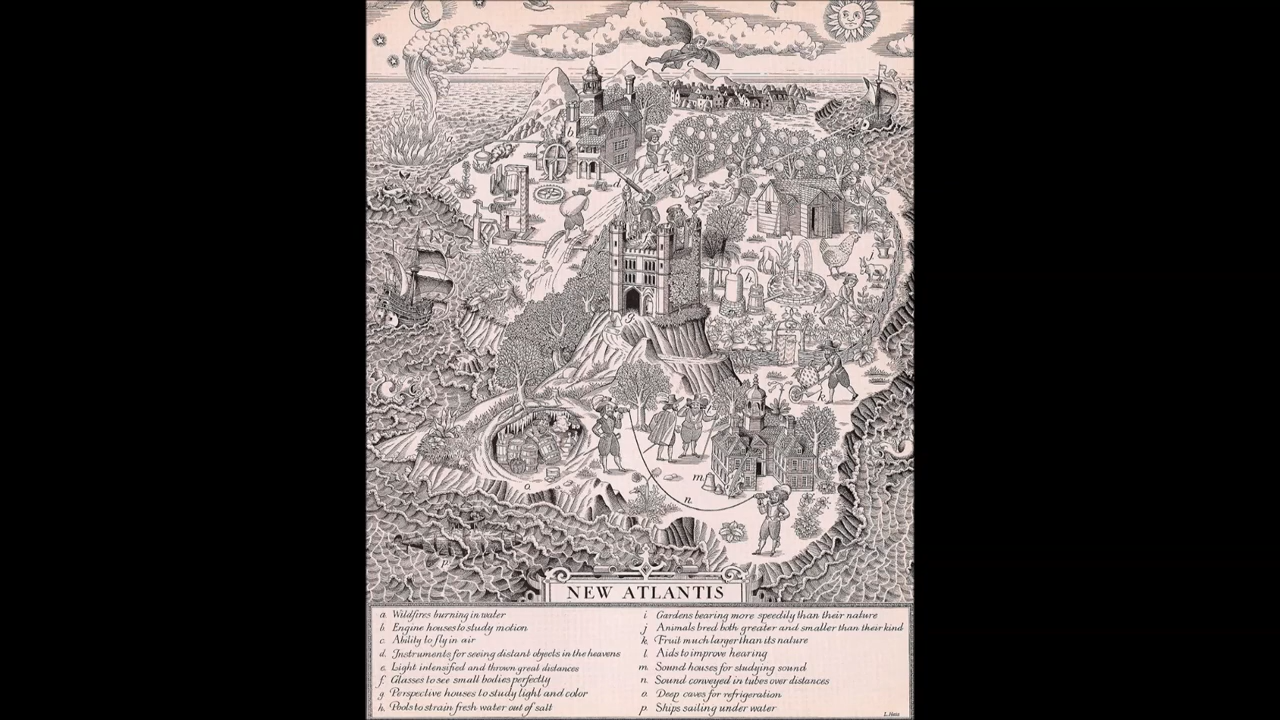 NEW ATLANTIS
a. Wildfires burning in water
b. Engine houses to study motion
c. Ability to fly in air
d. Instruments for seeing distant objects in the heavens
e. Light intensified and thrown great distances
f. Glasses to see small bodies perfectly
g. Perspective houses to study light and color
h. Pools to strain fresh water out of salt
i Gardens bearing more speedily than their nature
j Animals bred both greater and smaller than their kind
k. Fruit much larger than its nature
l. Aids to improve hearing
m. Sound houses for studying sound
n. Sound conveyed in tubes over distances
o. Deep caves for refrigeration
p. Ships sailing under water